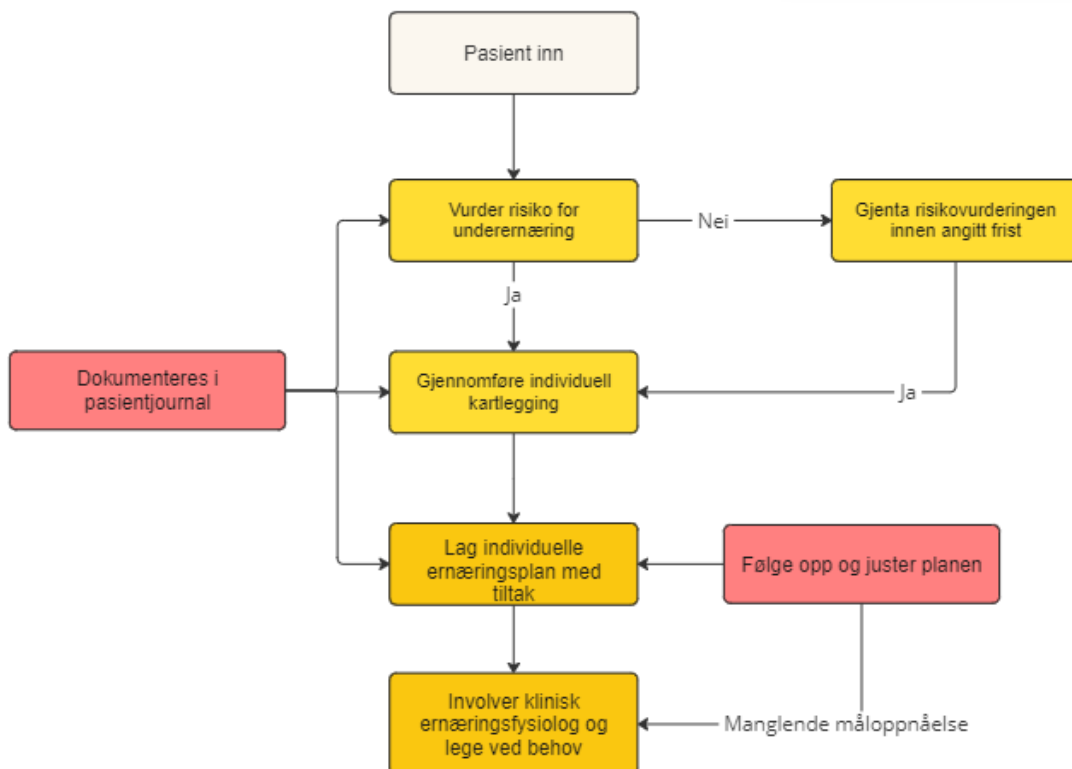 Pasient inn
Vurder risiko for
underernæring
Nei
Gjenta risikovurderingen
innen angitt frist
Ja
Dokumenteres i
pasientjournal
Gjennomføre individuell
kartlegging
Ja
Lag individuelle
ernæringsplan med
tiltak
Følge opp og juster planen
Involver klinisk
ernæringsfysiolog og
lege ved behov
Manglende måloppnåelse